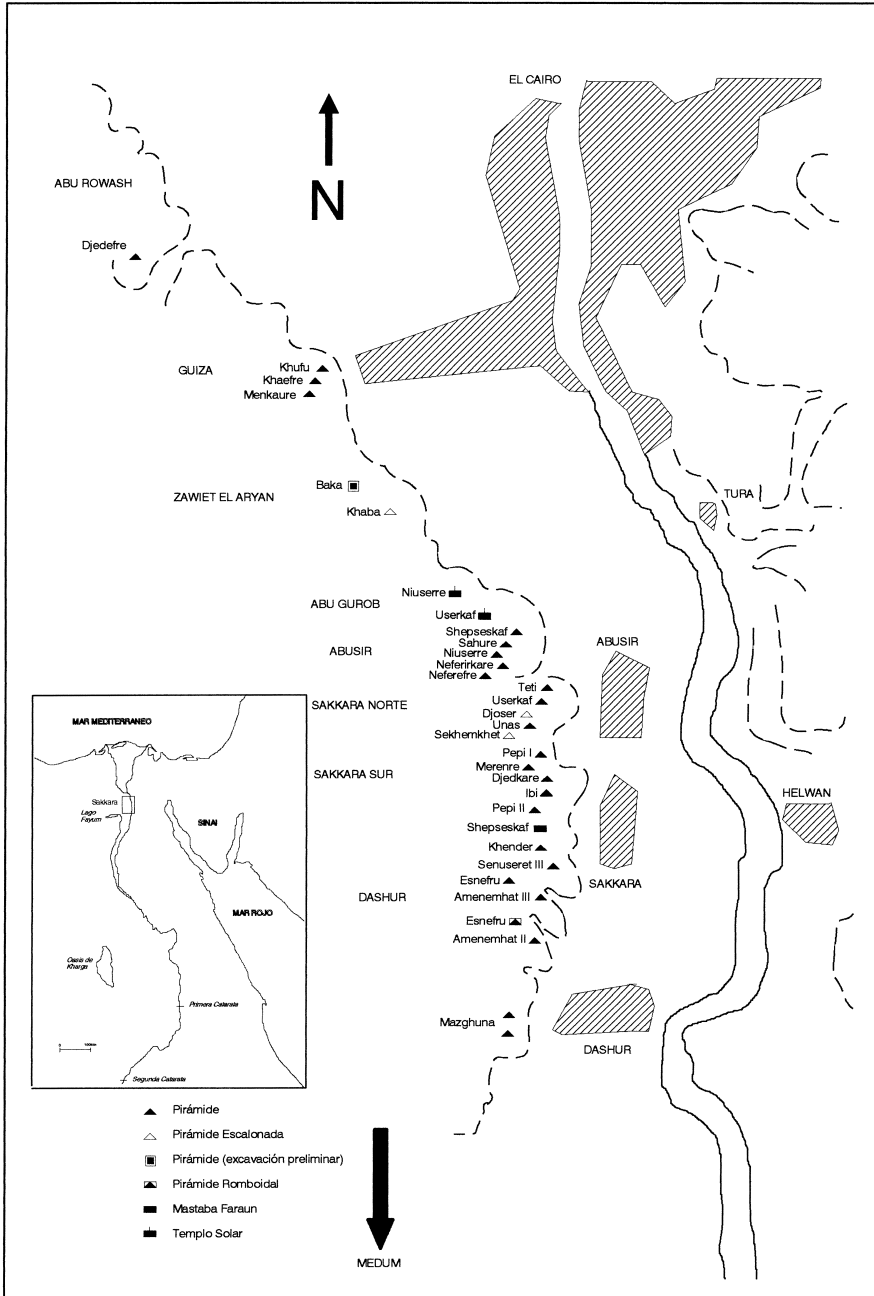 EL CAIRO
N
ABU ROWASH
Djedefre
GUIZA
Khufu
Khaefre
Menkaure
ZAWIET EL ARYAN
Baka
Khaba
TURA
ABU GUROB
Niuserre
Userkaf
ABUSIR
Shepseskaf
Sahure
Niuserre
Neferirkare
Neferefre
ABUSIR
SAKKARA NORTE
Teti
Userkaf
Djoser
Unas
Sekhemkhet
SAKKARA SUR
Pepi I
Merenre
Djedkare
Ibi
Pepi II
Shepseskaf
Khender
Senuseret III
HELWAN
SAKKARA
DASHUR
Esnefru
Amenemhat III
Esnefru
Amenemhat II
Mazghuna
DASHUR
MAR MEDITERRANEO
Sakkara
Lago
Fayum
SINAI
MAR ROJO
Oasis de
Kharga
Primera Catarata
0 100km
Segunda Catarata
Pirámide
Pirámide Escalonada
Pirámide (excavación preliminar)
Pirámide Romboidal
Mastaba Faraun
Templo Solar
MEDUM